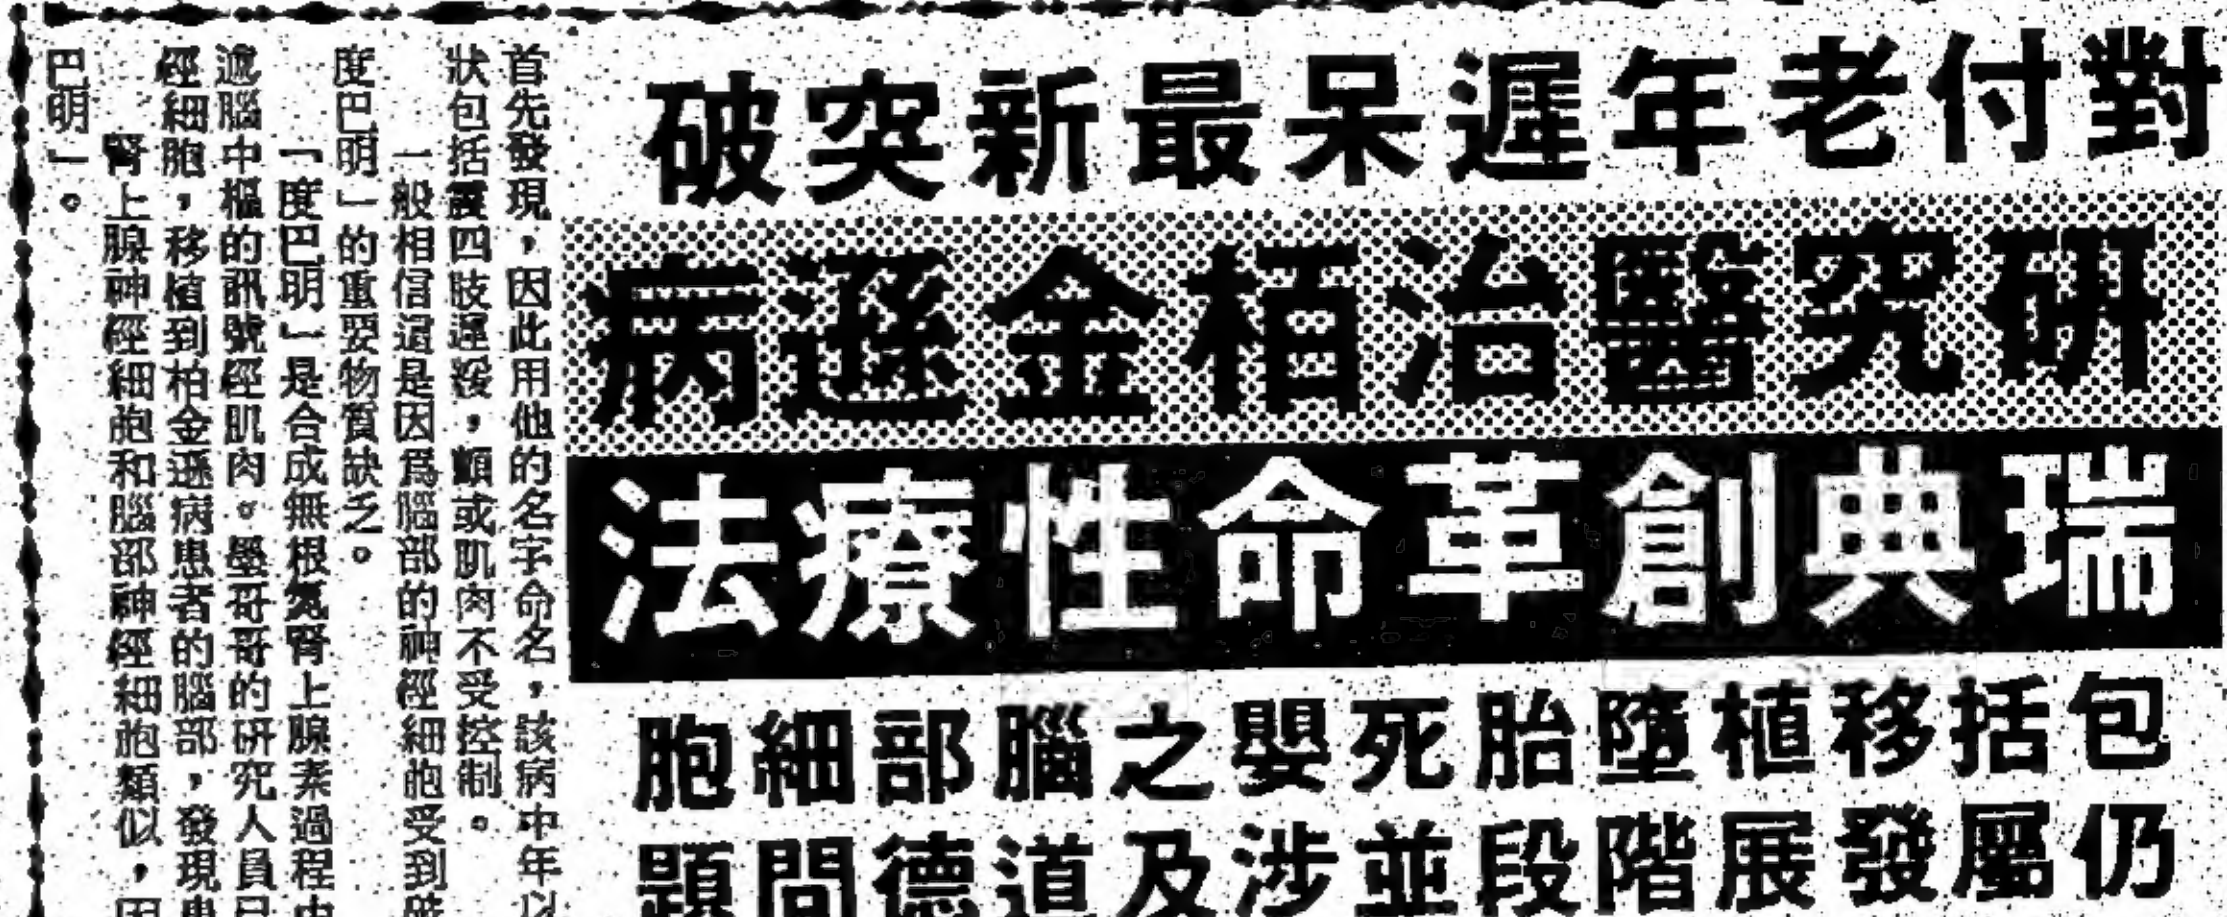 對付老年遲呆最新突破
研究醫治栢金遜病
瑞典創革命性療法
包括移植墮胎死嬰之腦部細胞
仍屬發展階段並涉及道德問題
首先發現，因此用他的名字命名，該病中年以
狀包括震四肢遲緩，顫或肌肉不受控制。
一般相信這是因爲腦部的神經細胞受到破
度巴明」的重要物質缺乏。
「度巴明」是合成無根氮腎上腺素過程中
遞腦中樞的訊號經肌肉。墨哥哥的研究人員已
經細胞，移植到柏金遜病患者的腦部，發現患
腎上腺神經細胞和腦部神經細胞類似，因
巴明」。